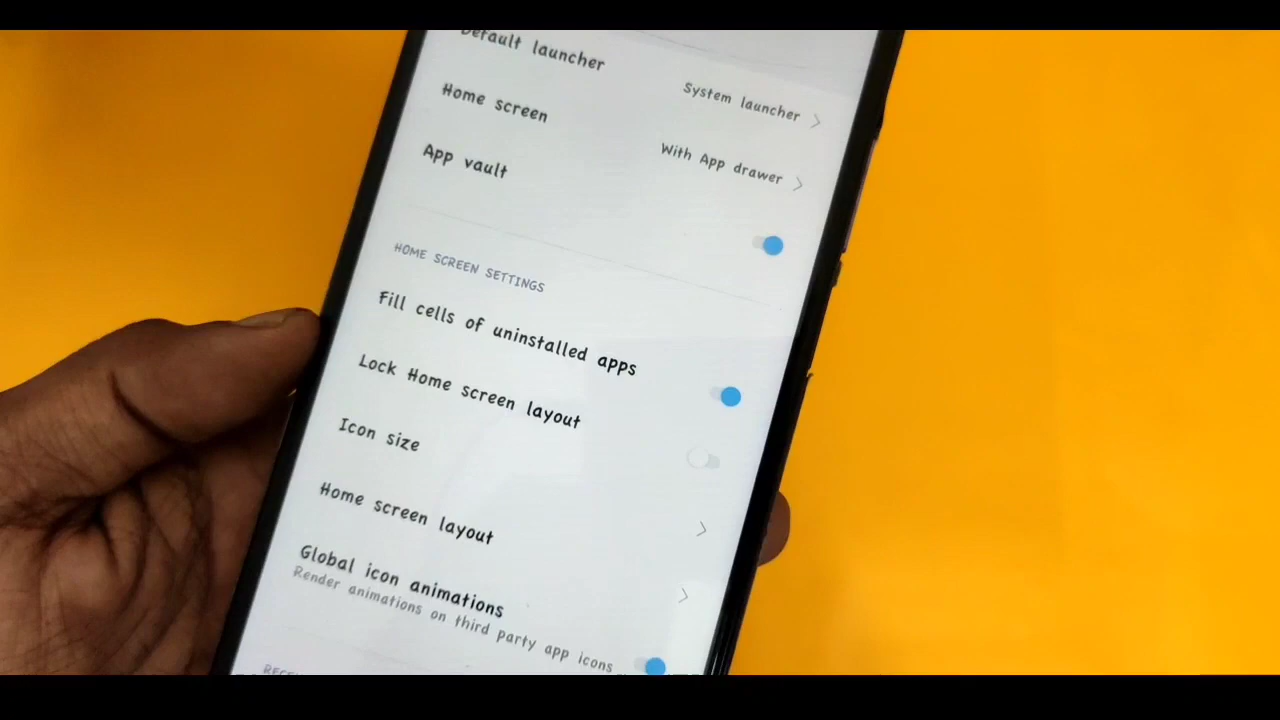 Default launcher
System launcher
Home screen
With App drawer
App vault
HOME SCREEN SETTINGS
Fill cells of uninstalled apps
Lock Home screen layout
Icon size
Home screen layout
Global icon animations
Render animations on third party app icons